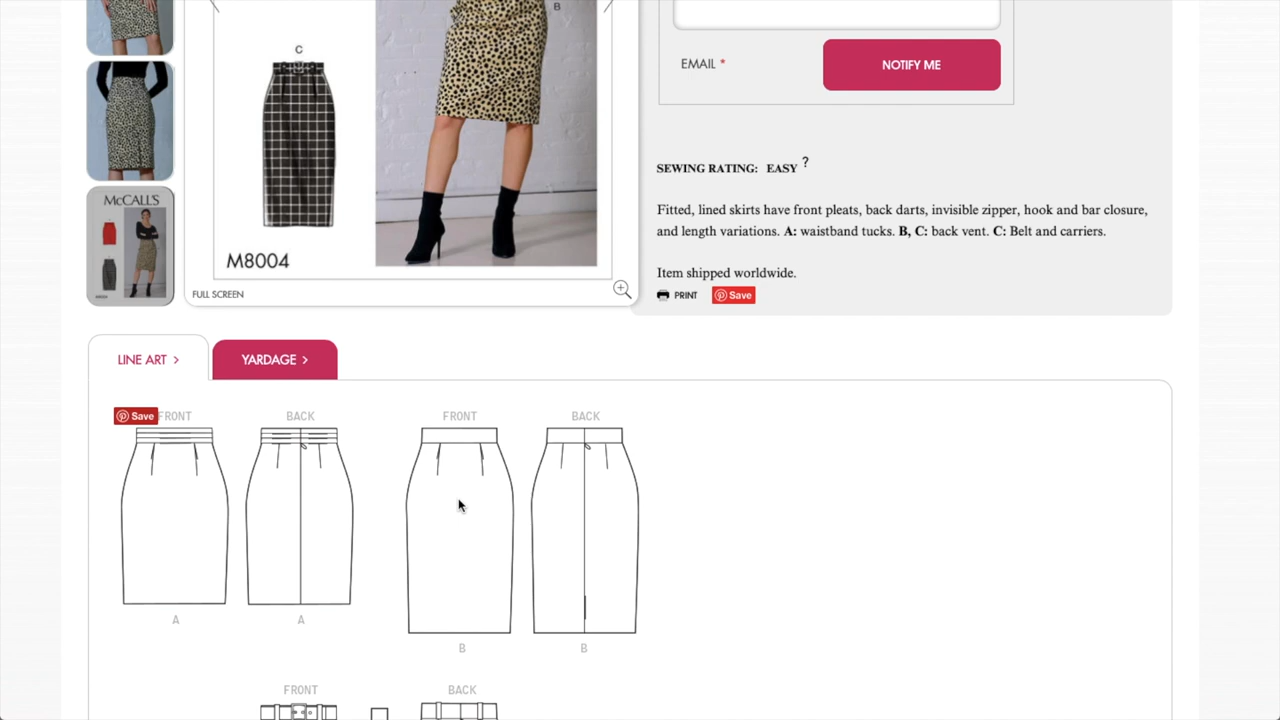 B
C
M8004
FULL SCREEN
McCALL'S
EMAIL *
NOTIFY ME
SEWING RATING: EASY ?
Fitted, lined skirts have front pleats, back darts, invisible zipper, hook and bar closure,
and length variations. A: waistband tucks. B, C: back vent. C: Belt and carriers.
Item shipped worldwide.
PRINT
Save
LINE ART >
YARDAGE >
Save FRONT
BACK
FRONT
BACK
A
A
B
B
FRONT
BACK